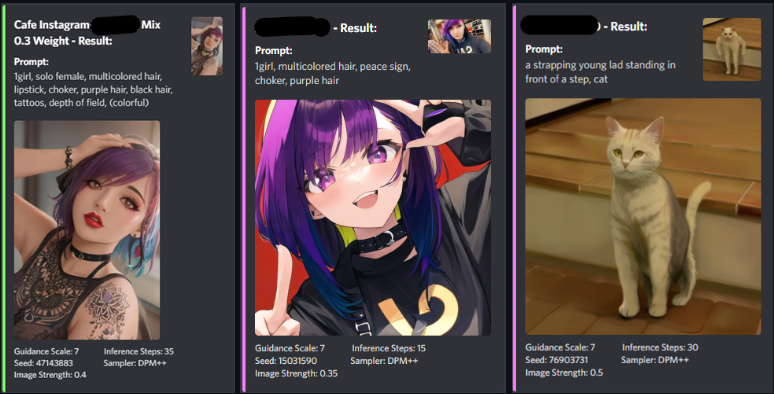 Cafe Instagram Mix
0.3 Weight - Result:
Prompt:
1girl, solo female, multicolored hair,
lipstick, choker, purple hair, black hair,
tattoos, depth of field, (colorful)
Guidance Scale: 7 Inference Steps: 35
Seed: 47143883 Sampler: DPM++
Image Strength: 0.4
- Result:
Prompt:
1girl, multicolored hair, peace sign,
choker, purple hair
Guidance Scale: 7 Inference Steps: 15
Seed: 15031590 Sampler: DPM++
Image Strength: 0.35
) - Result:
Prompt:
a strapping young lad standing in
front of a step, cat
Guidance Scale: 7 Inference Steps: 30
Seed: 76903731 Sampler: DPM++
Image Strength: 0.5